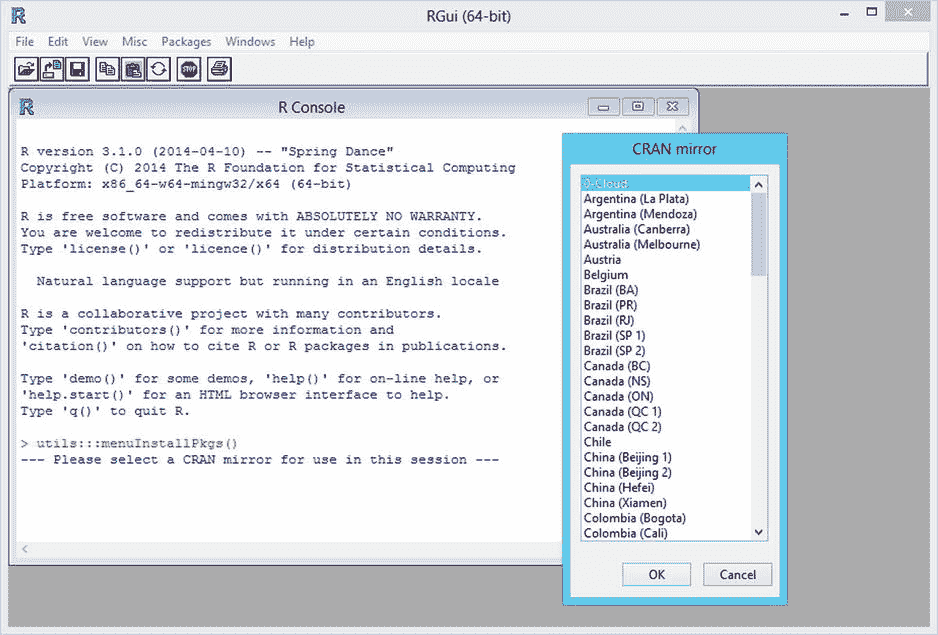 RGui (64-bit)
File Edit View Misc Packages Windows Help
STOP
R Console
R version 3.1.0 (2014-04-10) -- "Spring Dance"
Copyright (C) 2014 The R Foundation for Statistical Computing
Platform: x86_64-w64-mingw32/x64 (64-bit)
R is free software and comes with ABSOLUTELY NO WARRANTY.
You are welcome to redistribute it under certain conditions.
Type 'license()' or 'licence()' for distribution details.
Natural language support but running in an English locale
R is a collaborative project with many contributors.
Type 'contributors()' for more information and
'citation()' on how to cite R or R packages in publications.
Type 'demo()' for some demos, 'help()' for on-line help, or
'help.start()' for an HTML browser interface to help.
Type 'q()' to quit R.
> utils:::menuInstallPkgs()
--- Please select a CRAN mirror for use in this session ---
CRAN mirror
0-Cloud
Argentina (La Plata)
Argentina (Mendoza)
Australia (Canberra)
Australia (Melbourne)
Austria
Belgium
Brazil (BA)
Brazil (PR)
Brazil (RJ)
Brazil (SP 1)
Brazil (SP 2)
Canada (BC)
Canada (NS)
Canada (ON)
Canada (QC 1)
Canada (QC 2)
Chile
China (Beijing 1)
China (Beijing 2)
China (Hefei)
China (Xiamen)
Colombia (Bogota)
Colombia (Cali)
OK Cancel